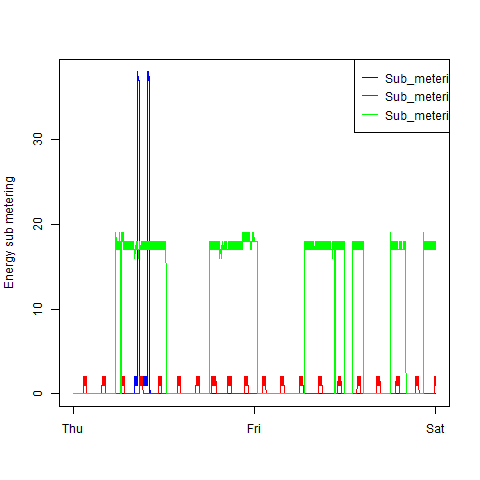 Sub_meteri
Sub_meteri
Sub_meteri
Energy sub metering
30
20
10
0
Thu Fri Sat